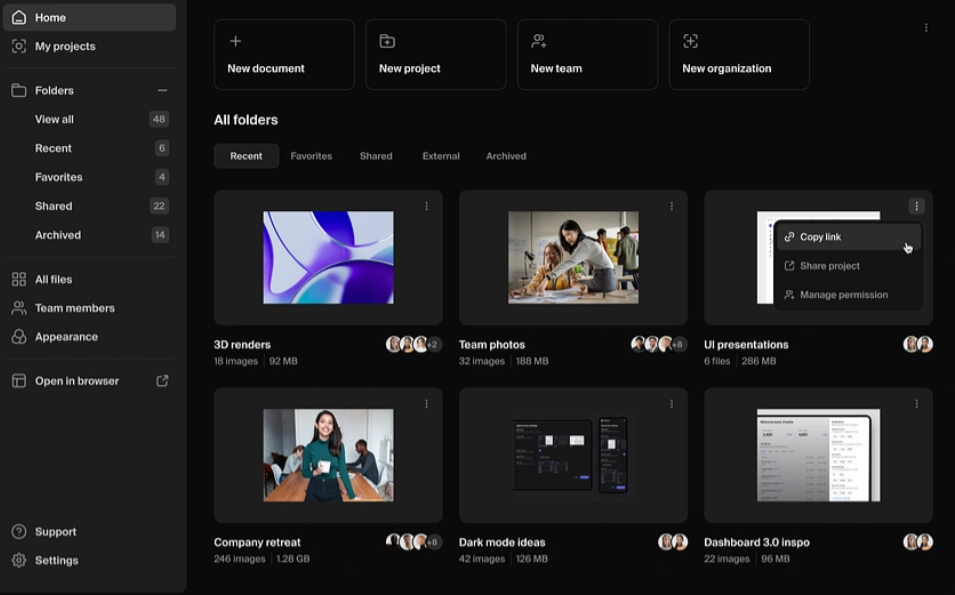 Home
My projects
Folders
View all 48
Recent 6
Favorites 4
Shared 22
Archived 14
All files
Team members
Appearance
Open in browser
Support
Settings
New document
New project
New team
New organization
All folders
Recent Favorites Shared External Archived
3D renders +2
18 images 92 MB
Team photos +8
32 images 188 MB
Copy link
Share project
Manage permission
UI presentations
6 files 286 MB
Company retreat +8
246 images 1.28 GB
Dark mode ideas
42 images 126 MB
Dashboard 3.0 inspo
22 images 96 MB